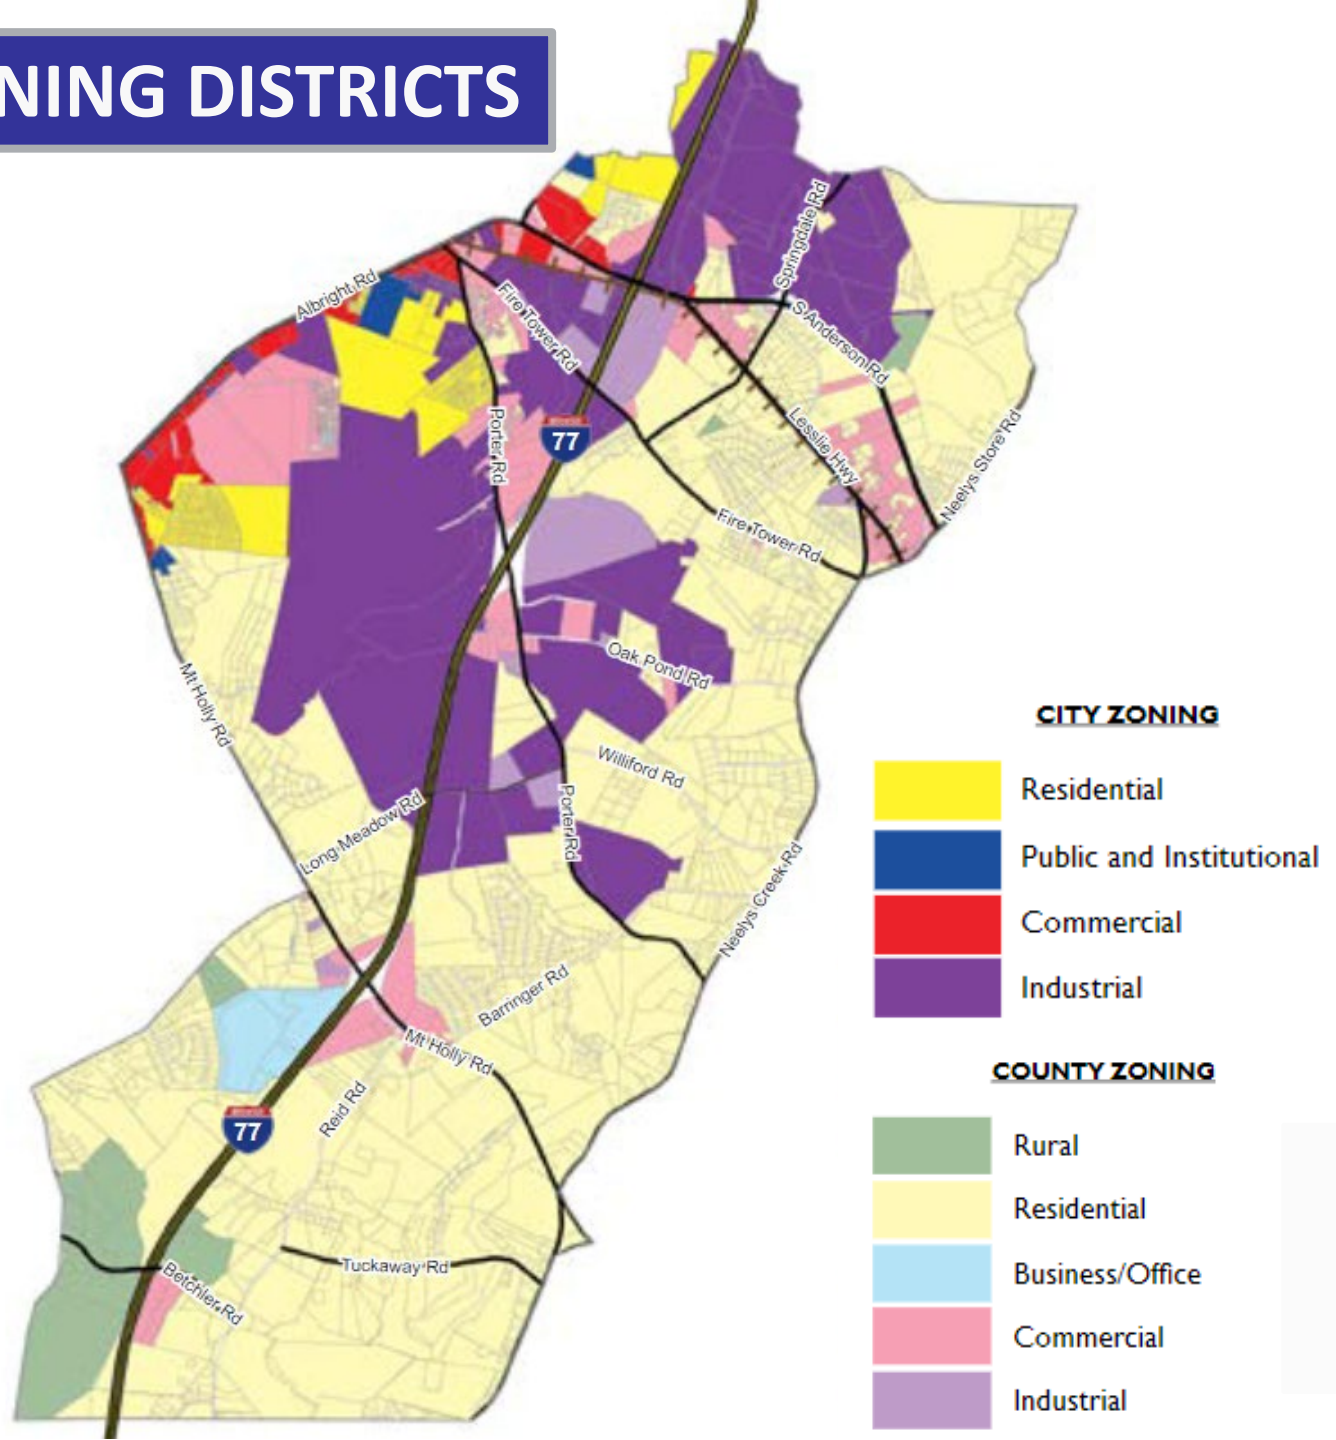 NING DISTRICTS
Springdale Rd
Albright Rd
Fire Tower Rd
S Anderson Rd
Porter Rd
77
Lesslie Hwy
Neelys Store Rd
Fire Tower Rd
Oak Pond Rd
Mt Holly Rd
Williford Rd
Long Meadow Rd
Porter Rd
Neelys Creek Rd
Barringer Rd
Mt Holly Rd
Reid Rd
77
Tuckaway Rd
Betchler Rd
CITY ZONING
Residential
Public and Institutional
Commercial
Industrial
COUNTY ZONING
Rural
Residential
Business/Office
Commercial
Industrial